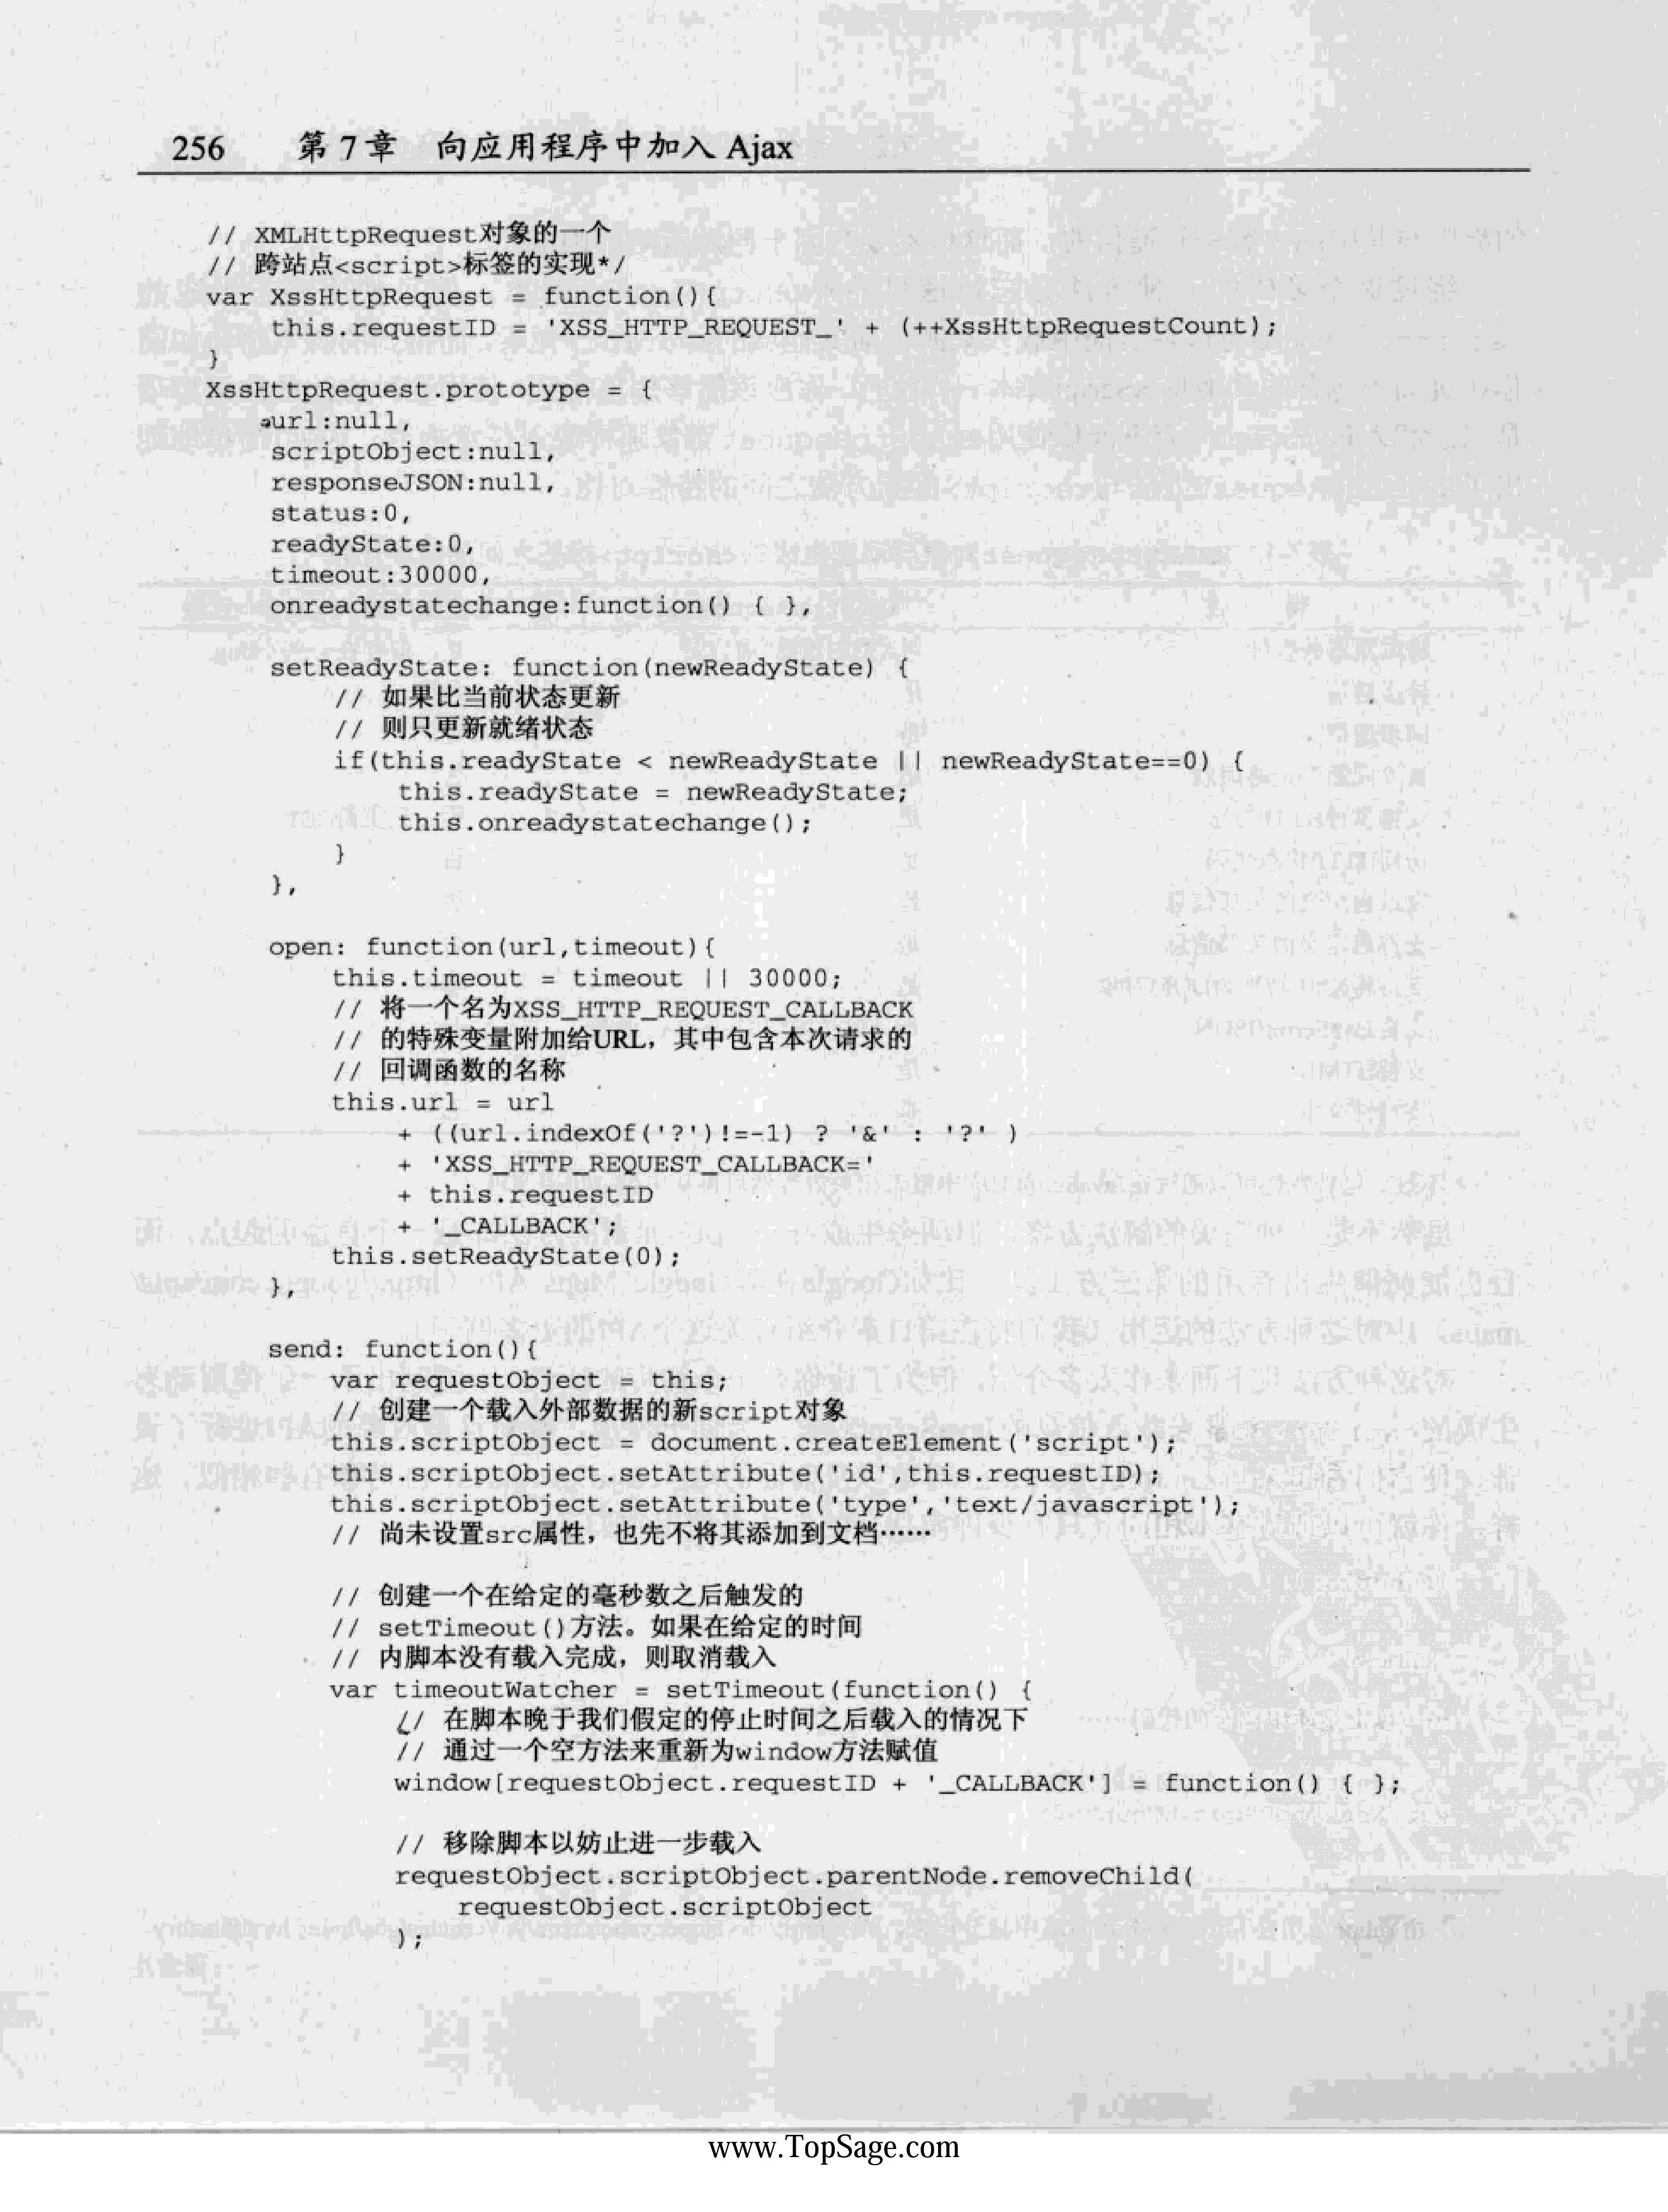 256 第 7 章 向应用程序中加入 Ajax
// XMLHttpRequest对象的一个
// 跨站点<script>标签的实现*/
var XssHttpRequest = function(){
    this.requestID = 'XSS_HTTP_REQUEST_' + (++XssHttpRequestCount);
}
XssHttpRequest.prototype = {
    url:null,
    scriptObject:null,
    responseJSON:null,
    status:0,
    readyState:0,
    timeout:30000,
    onreadystatechange:function() { },
    setReadyState: function(newReadyState) {
        // 如果比当前状态更新
        // 则只更新就绪状态
        if(this.readyState < newReadyState || newReadyState==0) {
            this.readyState = newReadyState;
            this.onreadystatechange();
        }
    },
    open: function(url,timeout){
        this.timeout = timeout || 30000;
        // 将一个名为XSS_HTTP_REQUEST_CALLBACK
        // 的特殊变量附加给URL，其中包含本次请求的
        // 回调函数的名称
        this.url = url
            + ((url.indexOf('?')!=-1) ? '&' : '?' )
            + 'XSS_HTTP_REQUEST_CALLBACK='
            + this.requestID
            + '_CALLBACK';
        this.setReadyState(0);
    },
    send: function(){
        var requestObject = this;
        // 创建一个载入外部数据的新script对象
        this.scriptObject = document.createElement('script');
        this.scriptObject.setAttribute('id',this.requestID);
        this.scriptObject.setAttribute('type','text/javascript');
        // 尚未设置src属性，也先不将其添加到文档……
        // 创建一个在给定的毫秒数之后触发的
        // setTimeout()方法。如果在给定的时间
        // 内脚本没有载入完成，则取消载入
        var timeoutWatcher = setTimeout(function() {
            // 在脚本晚于我们假定的停止时间之后载入的情况下
            // 通过一个空方法来重新为window方法赋值
            window[requestObject.requestID + '_CALLBACK'] = function() { };
            // 移除脚本以妨止进一步载入
            requestObject.scriptObject.parentNode.removeChild(
                requestObject.scriptObject
            );
www.TopSage.com